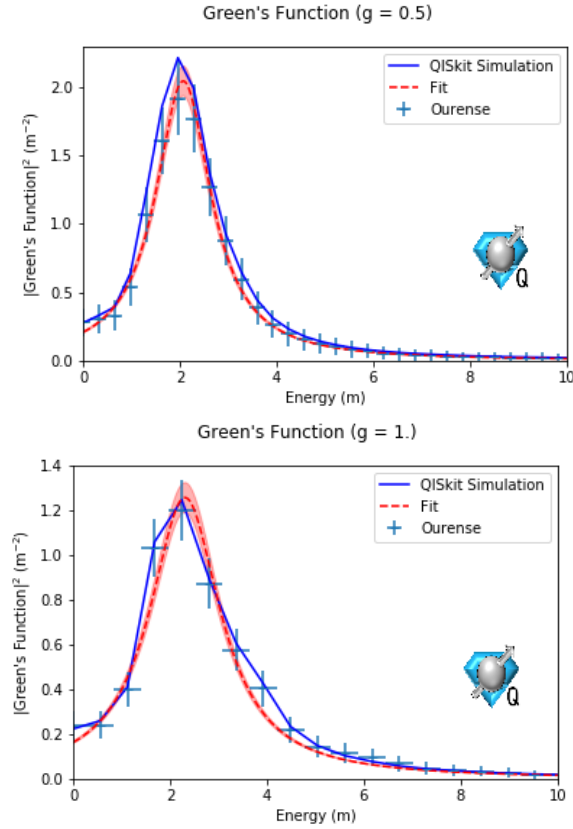 Green's Function (g = 0.5)
|Green's Function|² (m⁻²)
2.0
1.5
1.0
0.5
0.0
QISkit Simulation
Fit
Ourense
Q
0 2 4 6 8 10
Energy (m)
Green's Function (g = 1.)
|Green's Function|² (m⁻²)
1.4
1.2
1.0
0.8
0.6
0.4
0.2
0.0
QISkit Simulation
Fit
Ourense
Q
0 2 4 6 8 10
Energy (m)